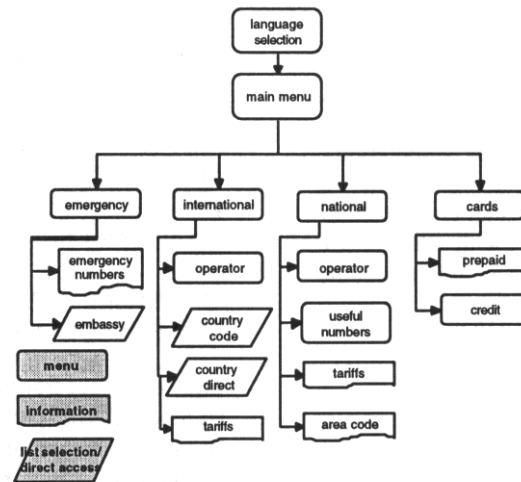 language
selection
main menu
emergency
international
national
cards
emergency
numbers
embassy
operator
country
code
country
direct
tariffs
operator
useful
numbers
tariffs
area code
prepaid
credit
menu
information
list selection/
direct access